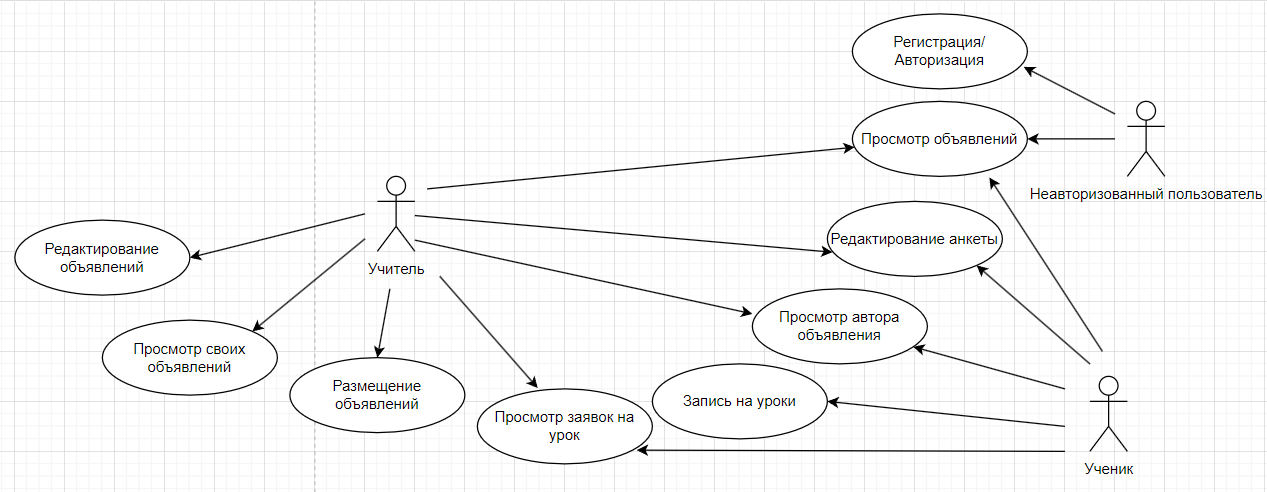 Регистрация/
Авторизация
Просмотр объявлений
Неавторизованный пользователь
Редактирование
объявлений
Учитель
Редактирование анкеты
Просмотр своих
объявлений
Просмотр автора
объявления
Размещение
объявлений
Просмотр заявок на
урок
Запись на уроки
Ученик